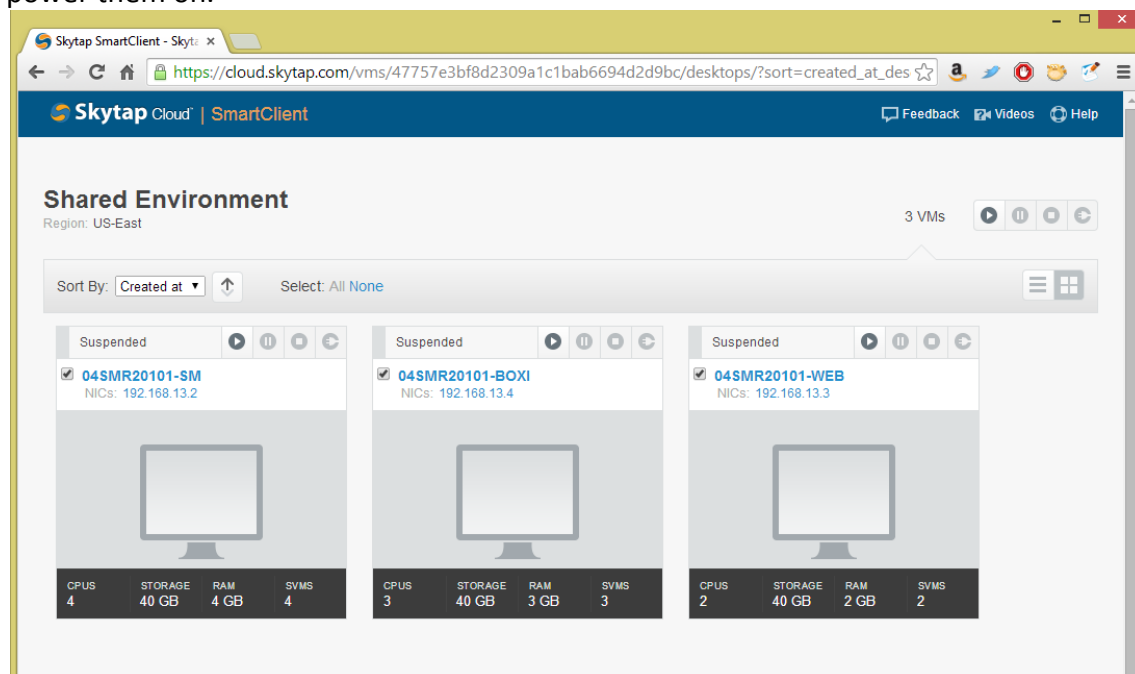 power them on.
Skytap SmartClient - Skyta
https://cloud.skytap.com/vms/47757e3bf8d2309a1c1bab6694d2d9bc/desktops/?sort=created_at_des
Skytap Cloud | SmartClient
Feedback Videos Help
Shared Environment
Region: US-East
3 VMs
Sort By: Created at Select: All None
Suspended
04SMR20101-SM
NICs: 192.168.13.2
CPUS STORAGE RAM SVMS
4 40 GB 4 GB 4
Suspended
04SMR20101-BOXI
NICs: 192.168.13.4
CPUS STORAGE RAM SVMS
3 40 GB 3 GB 3
Suspended
04SMR20101-WEB
NICs: 192.168.13.3
CPUS STORAGE RAM SVMS
2 40 GB 2 GB 2